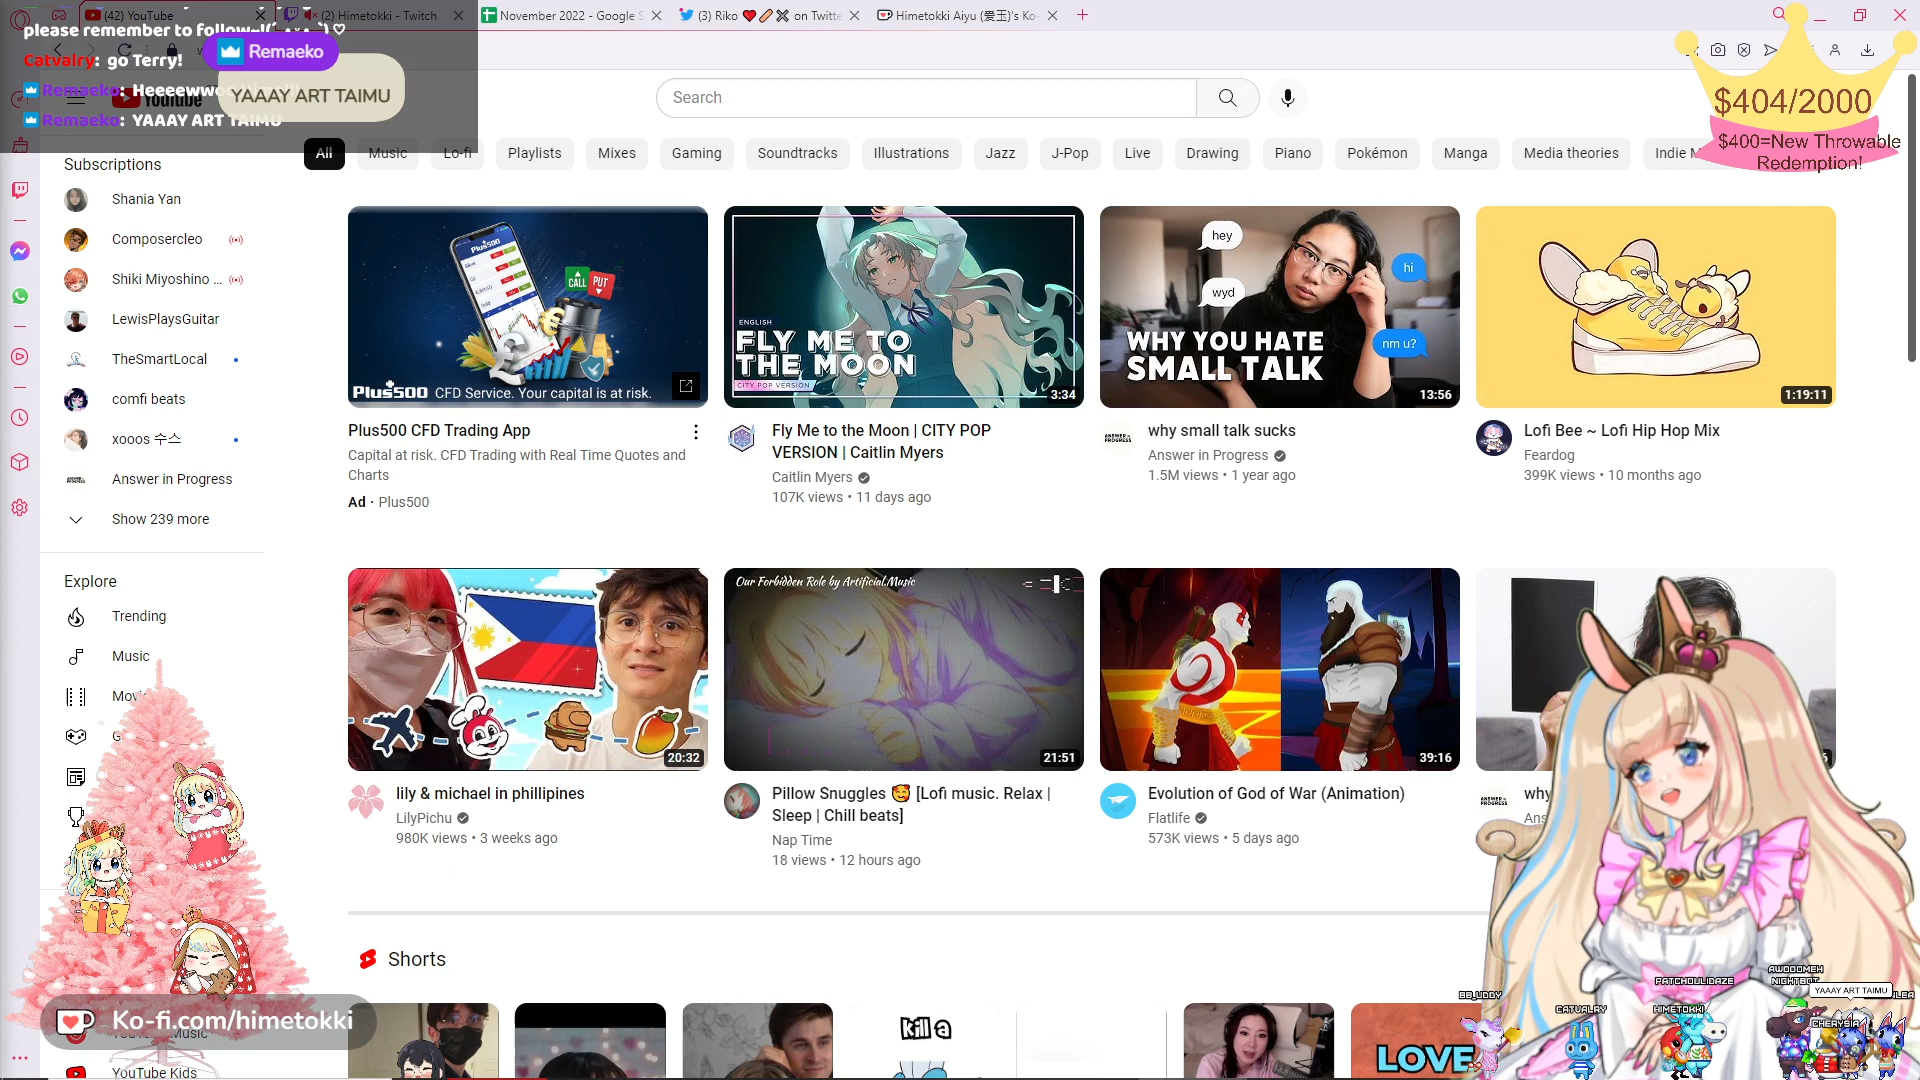 (42) YouTube
(2) Himetokki - Twitch
November 2022 - Google S
(3) Riko ❤️ on Twitte
Himetokki Aiyu (爱玉)'s Ko-
please remember to follow~!
Catvalry: go Terry!
Remaeko
Remaeko: Heeeewwo
YAAAY ART TAIMU
Remaeko: YAAAY ART TAIMU
YouTube
Search
$404/2000
$400=New Throwable
Redemption!
All
Music
Lo-fi
Playlists
Mixes
Gaming
Soundtracks
Illustrations
Jazz
J-Pop
Live
Drawing
Piano
Pokémon
Manga
Media theories
Indie M
Subscriptions
Shania Yan
Composercleo
Shiki Miyoshino ...
LewisPlaysGuitar
TheSmartLocal
comfi beats
xooos 수스
Answer in Progress
Show 239 more
Explore
Trending
Music
Movi
G
Music
YouTube Kids
Ko-fi.com/himetokki
Plus500
CALL
PUT
Plus500 CFD Service. Your capital is at risk.
Plus500 CFD Trading App
Capital at risk. CFD Trading with Real Time Quotes and
Charts
Ad · Plus500
ENGLISH
FLY ME TO
THE MOON
CITY POP VERSION
3:34
Fly Me to the Moon | CITY POP
VERSION | Caitlin Myers
Caitlin Myers
107K views • 11 days ago
hey
hi
wyd
nm u?
WHY YOU HATE
SMALL TALK
13:56
why small talk sucks
Answer in Progress
1.5M views • 1 year ago
1:19:11
Lofi Bee ~ Lofi Hip Hop Mix
Feardog
399K views • 10 months ago
20:32
lily & michael in phillipines
LilyPichu
980K views • 3 weeks ago
Our Forbidden Role by Artificial.Music
21:51
Pillow Snuggles 🥰 [Lofi music. Relax |
Sleep | Chill beats]
Nap Time
18 views • 12 hours ago
39:16
Evolution of God of War (Animation)
Flatlife
573K views • 5 days ago
why
Ans
Shorts
Kill a
LOVE
BB_UDDY
CATVALRY
HIMETOKKI
PATCHOULIDAZE
AWOOOMEH
NIGHTBOT
YAAAY ART TAIMU
CHERYSIA